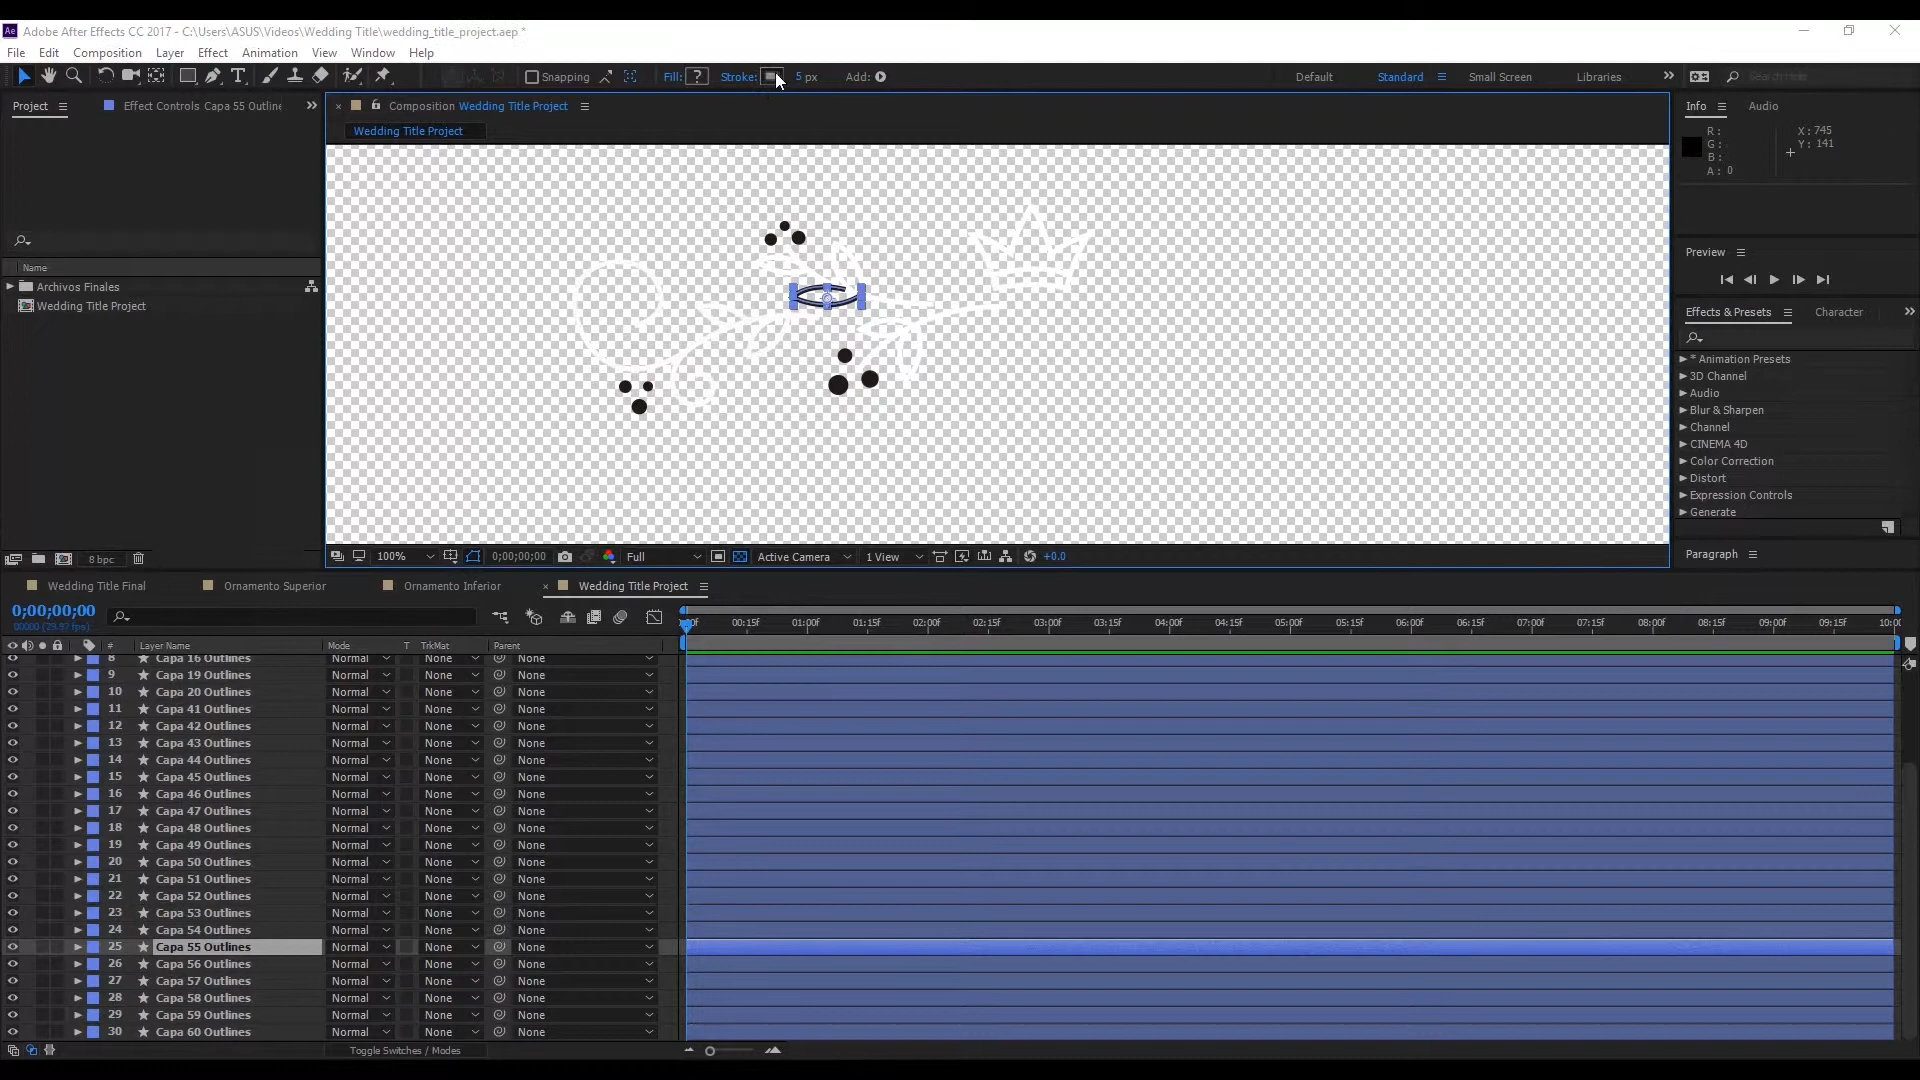 Adobe After Effects CC 2017 - C:\Users\ASUS\Videos\Wedding Title\wedding_title_project.aep *
File Edit Composition Layer Effect Animation View Window Help
Snapping Fill: ? Stroke: 5 px Add: Default Standard Small Screen Libraries Search Help
Project Effect Controls Capa 55 Outline Composition Wedding Title Project Info Audio
Wedding Title Project
R: X: 745
G: Y: 141
B:
A: 0
Preview
Name
Archivos Finales
Wedding Title Project
Effects & Presets Character
* Animation Presets
3D Channel
Audio
Blur & Sharpen
Channel
CINEMA 4D
Color Correction
Distort
Expression Controls
Generate
Paragraph
8 bpc 100% 0;00;00;00 Full Active Camera 1 View +0.0
Wedding Title Final Ornamento Superior Ornamento Inferior Wedding Title Project
0;00;00;00
00000 (29.97 fps)
:00f 00:15f 01:00f 01:15f 02:00f 02:15f 03:00f 03:15f 04:00f 04:15f 05:00f 05:15f 06:00f 06:15f 07:00f 07:15f 08:00f 08:15f 09:00f 09:15f 10:00
# Layer Name Mode T TrkMat Parent
8 Capa 16 Outlines Normal None None
9 Capa 19 Outlines Normal None None
10 Capa 20 Outlines Normal None None
11 Capa 41 Outlines Normal None None
12 Capa 42 Outlines Normal None None
13 Capa 43 Outlines Normal None None
14 Capa 44 Outlines Normal None None
15 Capa 45 Outlines Normal None None
16 Capa 46 Outlines Normal None None
17 Capa 47 Outlines Normal None None
18 Capa 48 Outlines Normal None None
19 Capa 49 Outlines Normal None None
20 Capa 50 Outlines Normal None None
21 Capa 51 Outlines Normal None None
22 Capa 52 Outlines Normal None None
23 Capa 53 Outlines Normal None None
24 Capa 54 Outlines Normal None None
25 Capa 55 Outlines Normal None None
26 Capa 56 Outlines Normal None None
27 Capa 57 Outlines Normal None None
28 Capa 58 Outlines Normal None None
29 Capa 59 Outlines Normal None None
30 Capa 60 Outlines Normal None None
Toggle Switches / Modes